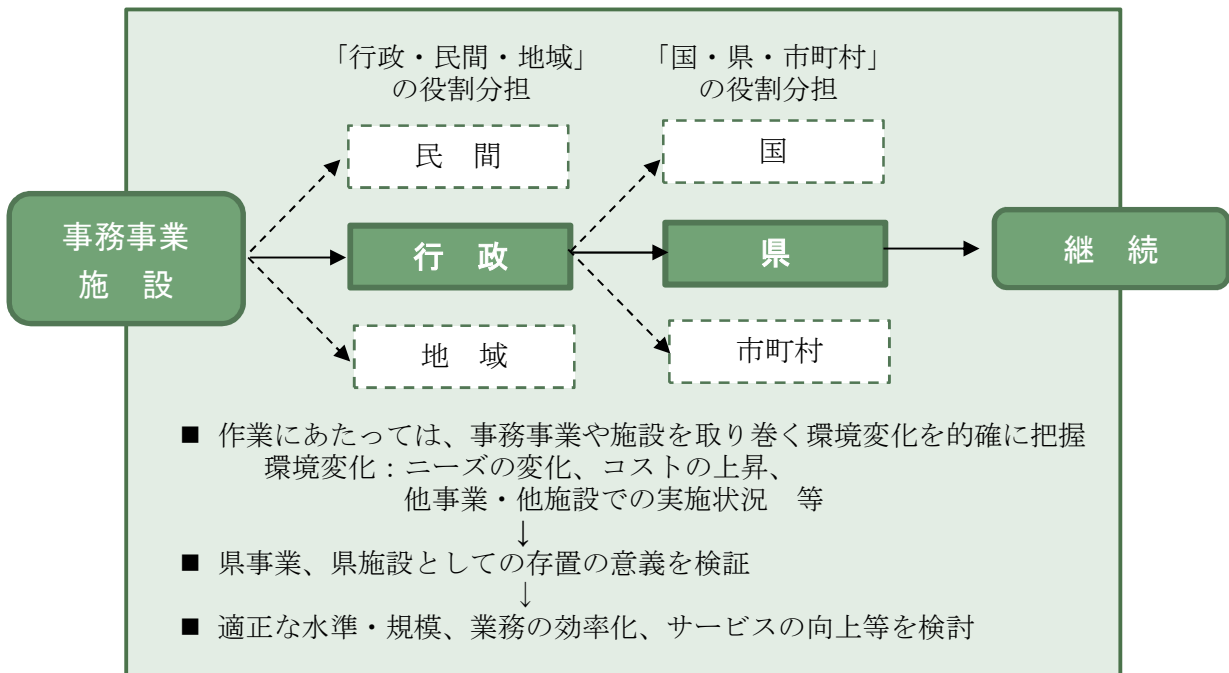 「行政・民間・地域」
の役割分担
「国・県・市町村」
の役割分担
民　間
国
事務事業
施　設
行　政
県
継　続
地　域
市町村
■ 作業にあたっては、事務事業や施設を取り巻く環境変化を的確に把握
環境変化：ニーズの変化、コストの上昇、
他事業・他施設での実施状況　等
↓
■ 県事業、県施設としての存置の意義を検証
↓
■ 適正な水準・規模、業務の効率化、サービスの向上等を検討